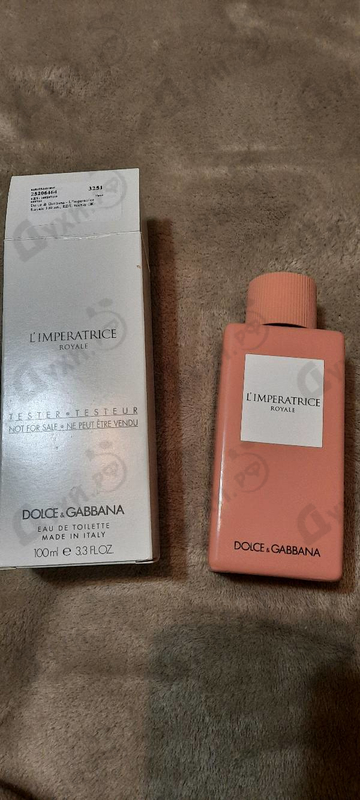 3251
25206464
L'IMPERATRICE
ROYALE
TESTER • TESTEUR
NOT FOR SALE • NE PEUT ÊTRE VENDU
DOLCE & GABBANA
EAU DE TOILETTE
MADE IN ITALY
100ml e 3.3 FL.OZ.
L'IMPERATRICE
ROYALE
DOLCE & GABBANA